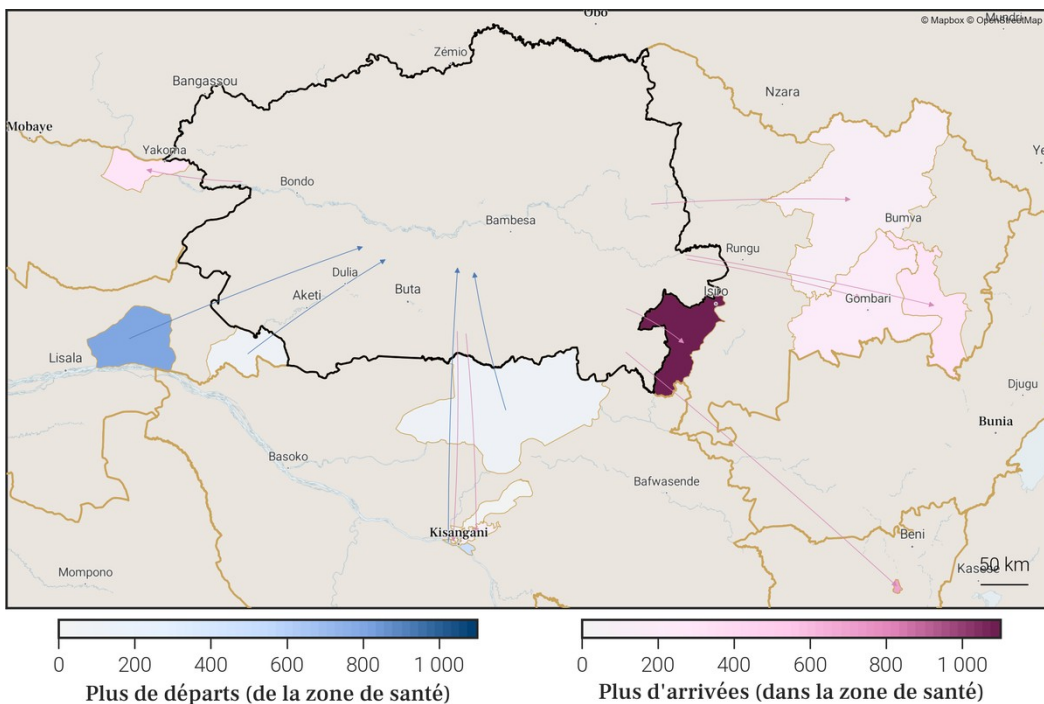 Obo
© Mapbox © OpenStreetMap
Mundri
Zémio
Bangassou
Nzara
Mobaye
Yakoma
Ye
Bondo
Bambesa
Bumva
Rungu
Dulia
Aketi
Buta
Isiro
Gombari
Lisala
Djugu
Bunia
Basoko
Bafwasende
Kisangani
Beni
Mompono
50 km
0 200 400 600 800 1 000
Plus de départs (de la zone de santé)
0 200 400 600 800 1 000
Plus d'arrivées (dans la zone de santé)